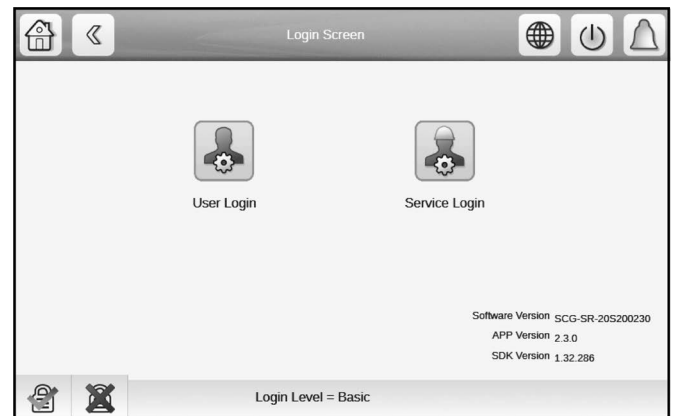 Login Screen
User Login
Service Login
Software Version SCG-SR-20S200230
APP Version 2.3.0
SDK Version 1.32.286
Login Level = Basic